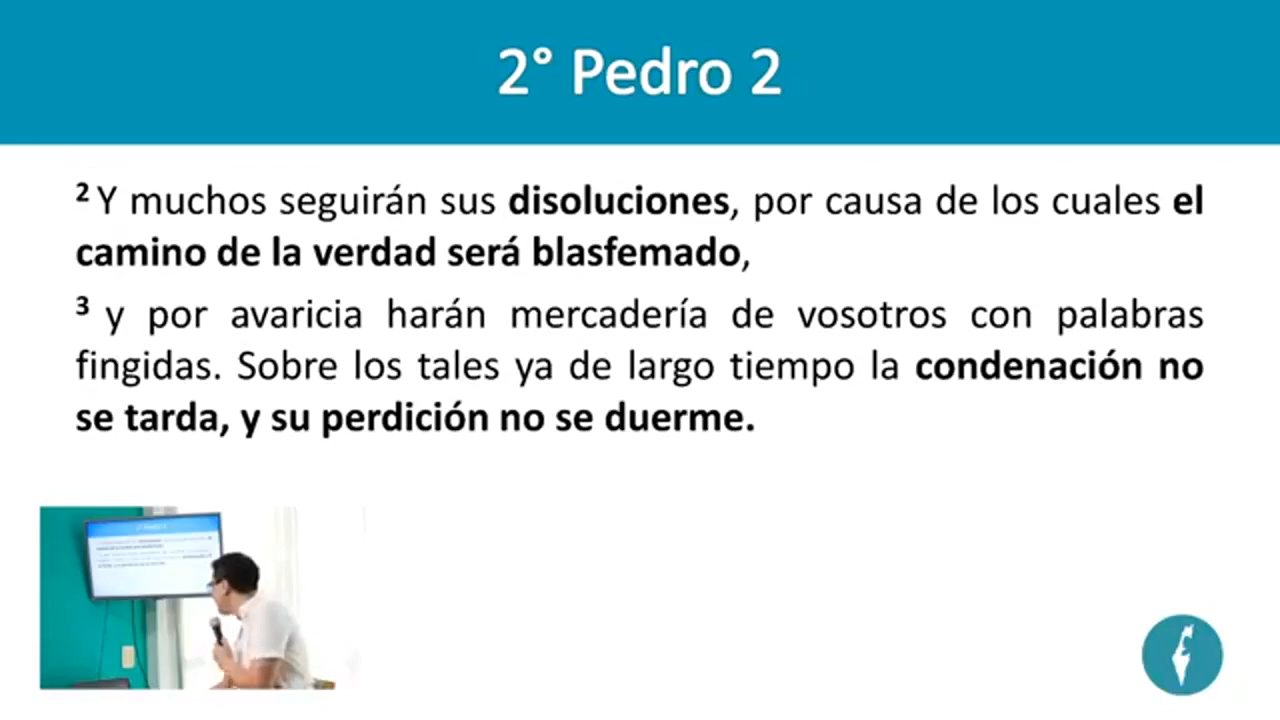 2° Pedro 2
2 Y muchos seguirán sus disoluciones, por causa de los cuales el
camino de la verdad será blasfemado,
3 y por avaricia harán mercadería de vosotros con palabras
fingidas. Sobre los tales ya de largo tiempo la condenación no
se tarda, y su perdición no se duerme.